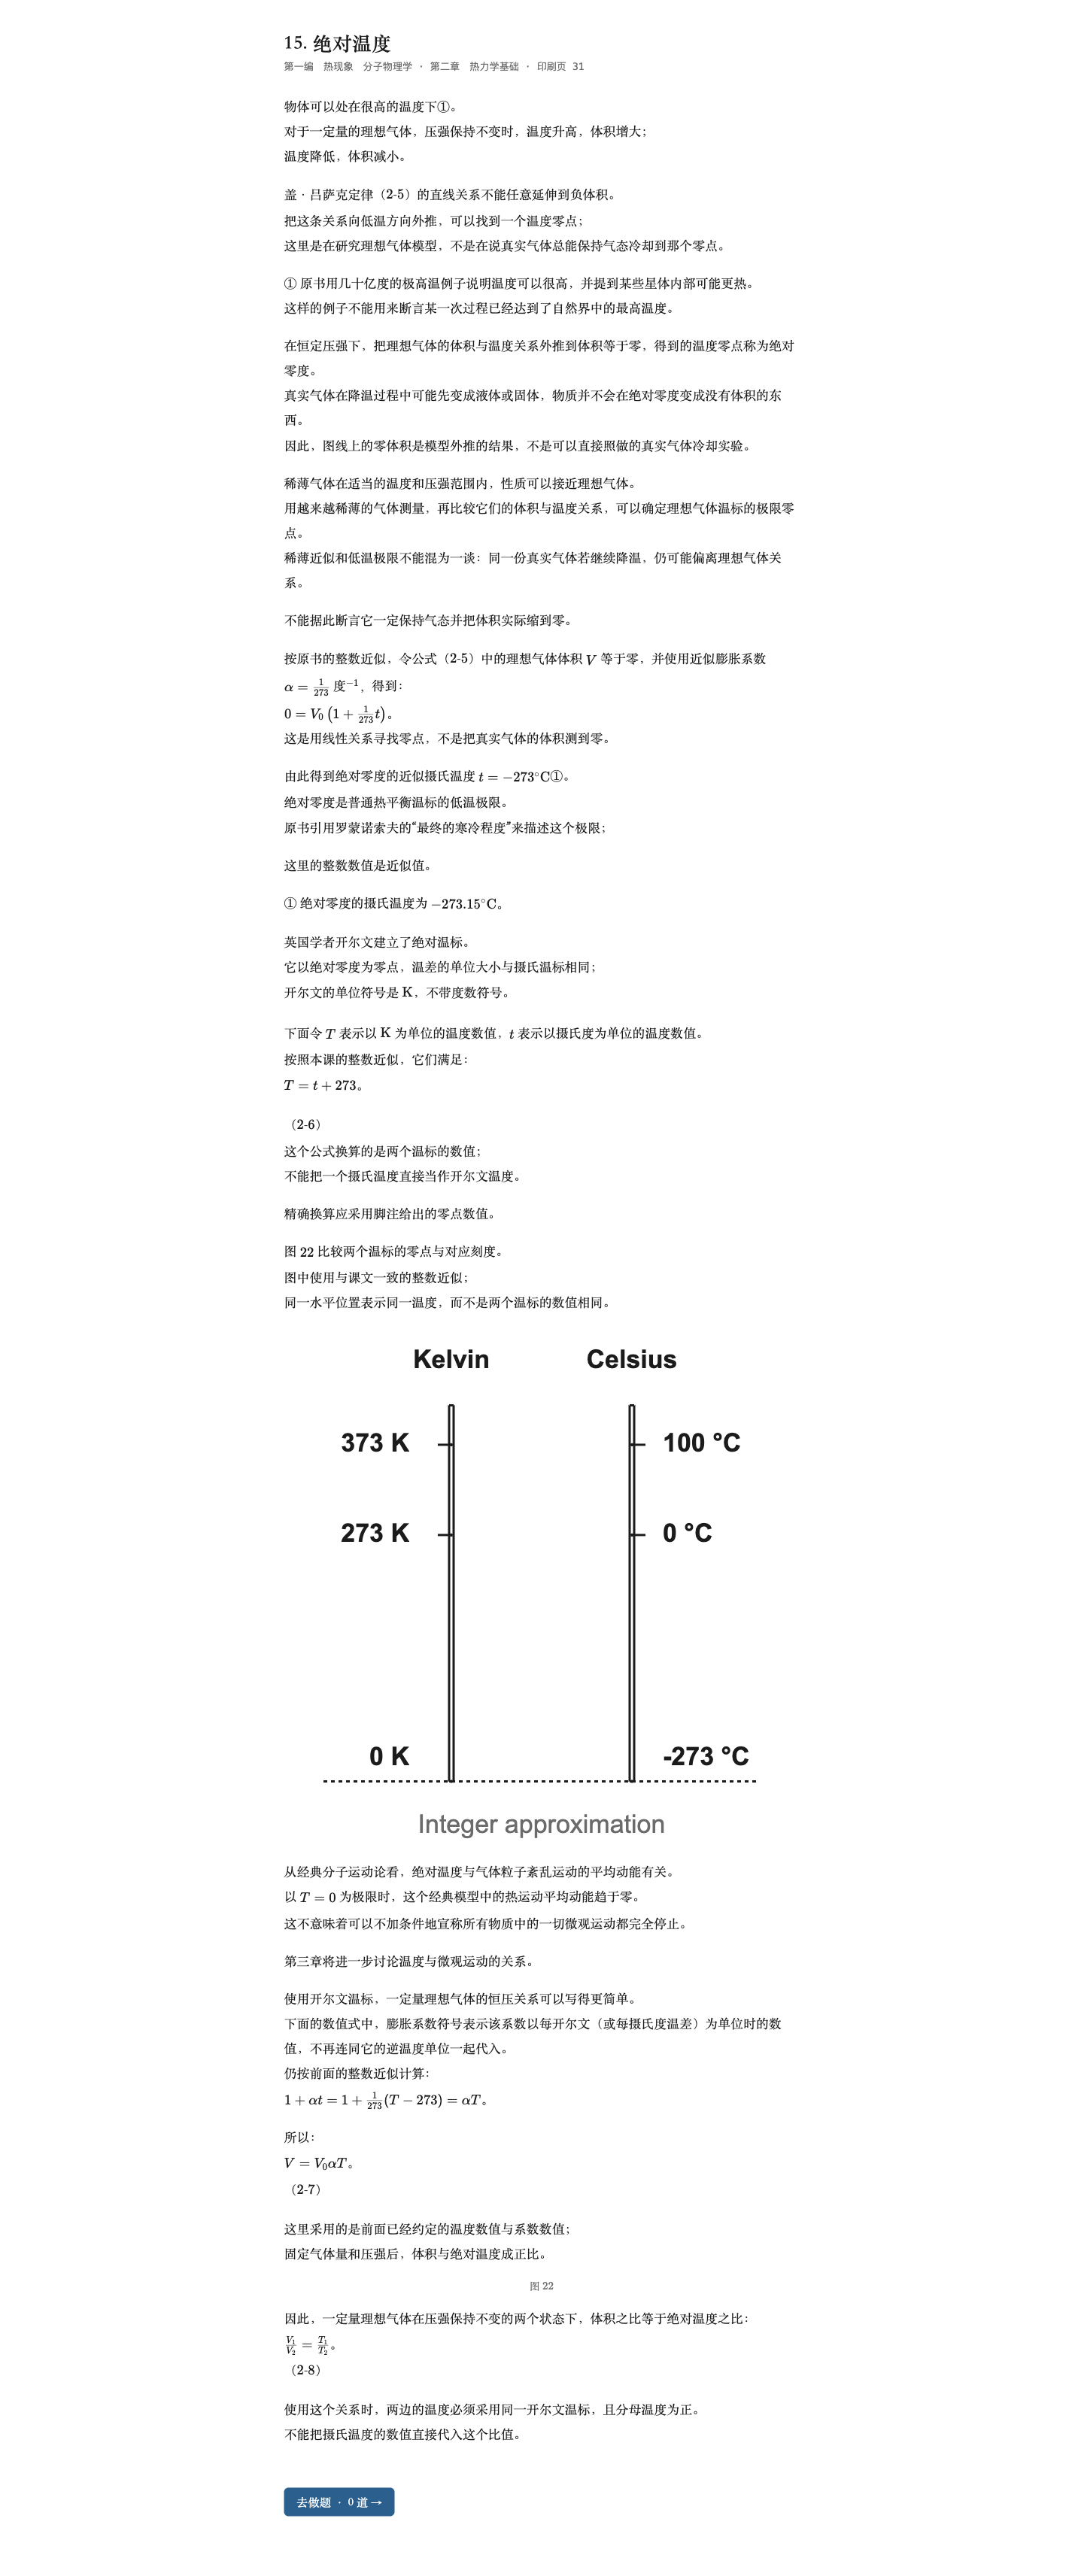 15. 绝对温度
第一编　热现象　分子物理学 · 第二章　热力学基础 · 印刷页 31
物体可以处在很高的温度下①。
对于一定量的理想气体，压强保持不变时，温度升高，体积增大；
温度降低，体积减小。
盖·吕萨克定律（2-5）的直线关系不能任意延伸到负体积。
把这条关系向低温方向外推，可以找到一个温度零点；
这里是在研究理想气体模型，不是在说真实气体总能保持气态冷却到那个零点。
① 原书用几十亿度的极高温例子说明温度可以很高，并提到某些星体内部可能更热。
这样的例子不能用来断言某一次过程已经达到了自然界中的最高温度。
在恒定压强下，把理想气体的体积与温度关系外推到体积等于零，得到的温度零点称为绝对
零度。
真实气体在降温过程中可能先变成液体或固体，物质并不会在绝对零度变成没有体积的东
西。
因此，图线上的零体积是模型外推的结果，不是可以直接照做的真实气体冷却实验。
稀薄气体在适当的温度和压强范围内，性质可以接近理想气体。
用越来越稀薄的气体测量，再比较它们的体积与温度关系，可以确定理想气体温标的极限零
点。
稀薄近似和低温极限不能混为一谈：同一份真实气体若继续降温，仍可能偏离理想气体关
系。
不能据此断言它一定保持气态并把体积实际缩到零。
按原书的整数近似，令公式（2-5）中的理想气体体积 V 等于零，并使用近似膨胀系数
α = 1/273 度⁻¹，得到：
0 = V₀ (1 + 1/273 t)。
这是用线性关系寻找零点，不是把真实气体的体积测到零。
由此得到绝对零度的近似摄氏温度 t = −273°C①。
绝对零度是普通热平衡温标的低温极限。
原书引用罗蒙诺索夫的“最终的寒冷程度”来描述这个极限；
这里的整数数值是近似值。
① 绝对零度的摄氏温度为 −273.15°C。
英国学者开尔文建立了绝对温标。
它以绝对零度为零点，温差的单位大小与摄氏温标相同；
开尔文的单位符号是 K，不带度数符号。
下面令 T 表示以 K 为单位的温度数值，t 表示以摄氏度为单位的温度数值。
按照本课的整数近似，它们满足：
T = t + 273。
（2-6）
这个公式换算的是两个温标的数值；
不能把一个摄氏温度直接当作开尔文温度。
精确换算应采用脚注给出的零点数值。
图 22 比较两个温标的零点与对应刻度。
图中使用与课文一致的整数近似；
同一水平位置表示同一温度，而不是两个温标的数值相同。
Kelvin Celsius
373 K 100 °C
273 K 0 °C
0 K -273 °C
Integer approximation
从经典分子运动论看，绝对温度与气体粒子紊乱运动的平均动能有关。
以 T = 0 为极限时，这个经典模型中的热运动平均动能趋于零。
这不意味着可以不加条件地宣称所有物质中的一切微观运动都完全停止。
第三章将进一步讨论温度与微观运动的关系。
使用开尔文温标，一定量理想气体的恒压关系可以写得更简单。
下面的数值式中，膨胀系数符号表示该系数以每开尔文（或每摄氏度温差）为单位时的数
值，不再连同它的逆温度单位一起代入。
仍按前面的整数近似计算：
1 + αt = 1 + 1/273 (T − 273) = αT。
所以：
V = V₀αT。
（2-7）
这里采用的是前面已经约定的温度数值与系数数值；
固定气体量和压强后，体积与绝对温度成正比。
图 22
因此，一定量理想气体在压强保持不变的两个状态下，体积之比等于绝对温度之比：
V₁/V₂ = T₁/T₂。
（2-8）
使用这个关系时，两边的温度必须采用同一开尔文温标，且分母温度为正。
不能把摄氏温度的数值直接代入这个比值。
去做题 · 0 道 →